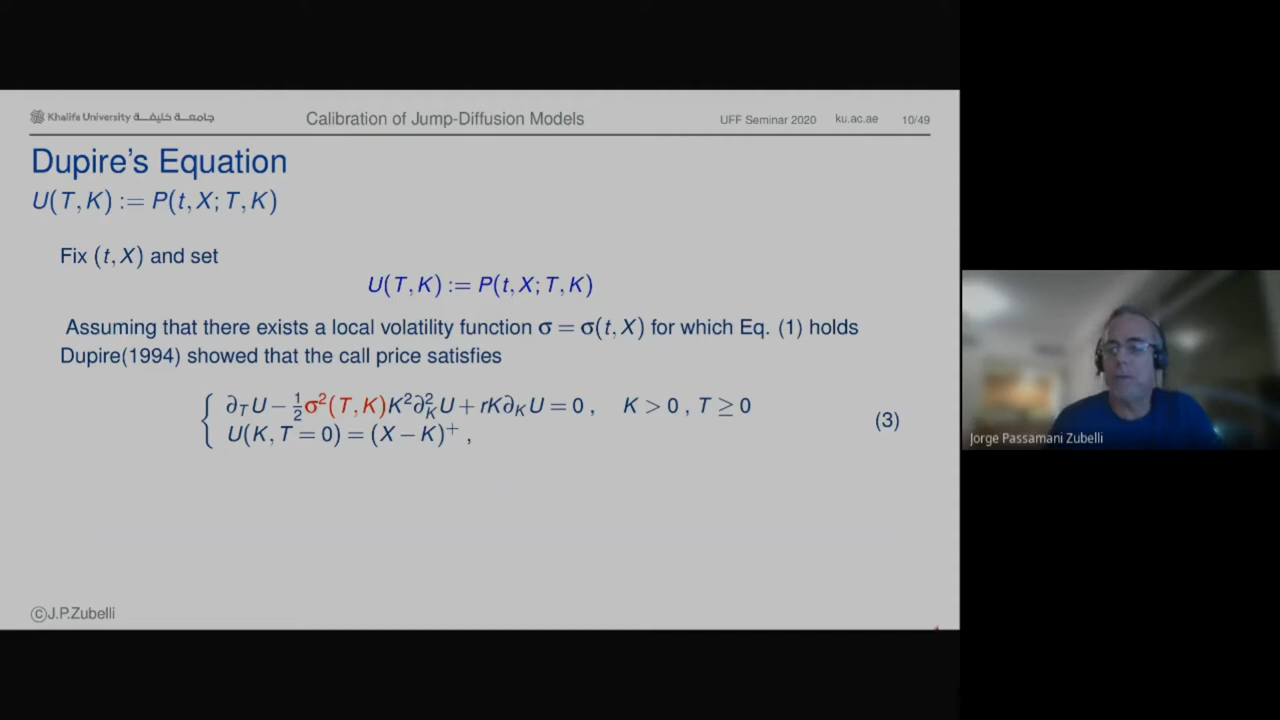 Khalifa University جامعة خليفة
Calibration of Jump-Diffusion Models
UFF Seminar 2020
ku.ac.ae
10/49
Dupire's Equation
U(T,K) := P(t,X;T,K)
Fix (t,X) and set
U(T,K) := P(t,X;T,K)
Assuming that there exists a local volatility function σ = σ(t,X) for which Eq. (1) holds
Dupire(1994) showed that the call price satisfies
∂_T U − ½σ²(T,K)K²∂²_K U + rK∂_K U = 0 , K > 0 , T ≥ 0
U(K,T = 0) = (X − K)⁺ ,
(3)
©J.P.Zubelli
Jorge Passamani Zubelli